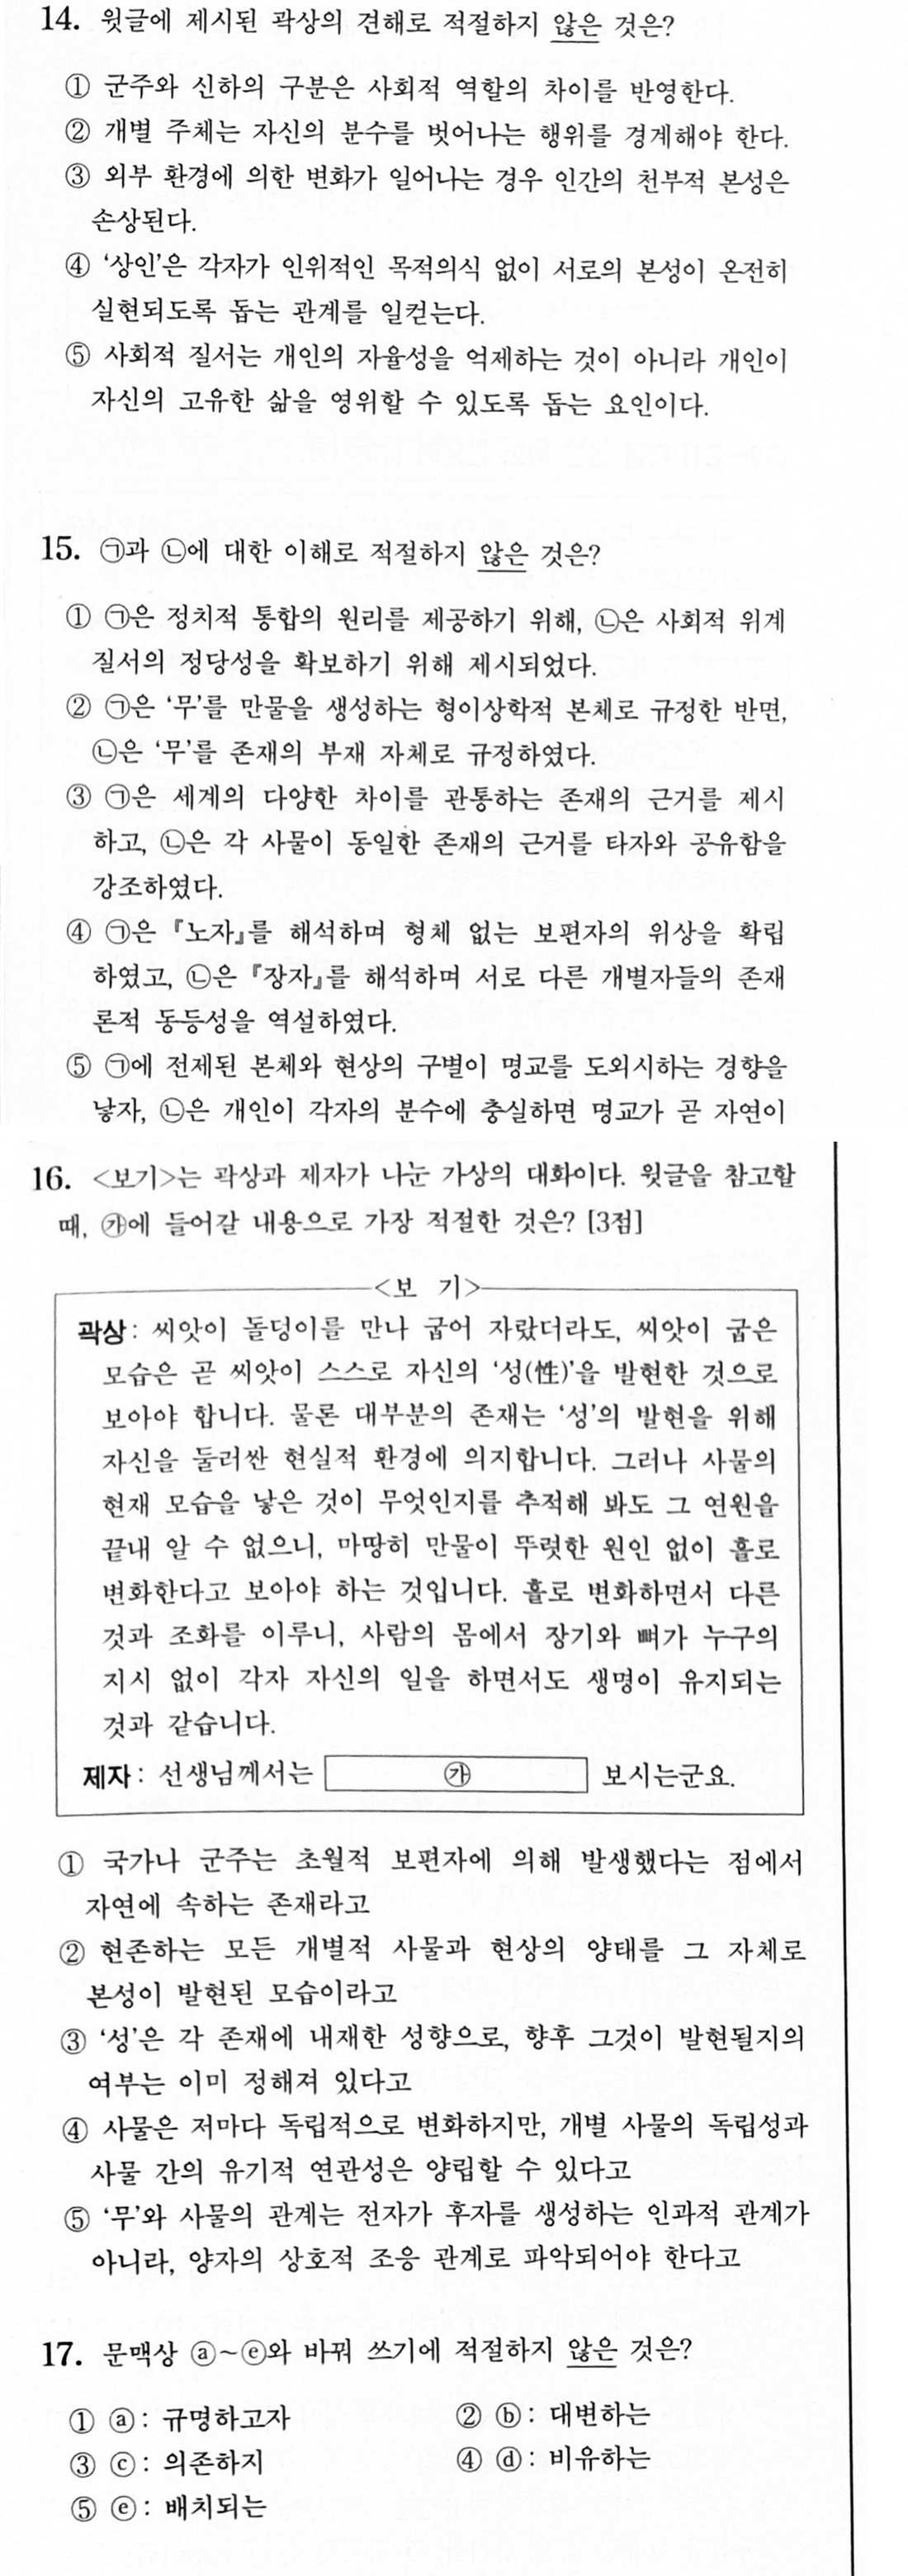 14. 윗글에 제시된 곽상의 견해로 적절하지 않은 것은?
① 군주와 신하의 구분은 사회적 역할의 차이를 반영한다.
② 개별 주체는 자신의 분수를 벗어나는 행위를 경계해야 한다.
③ 외부 환경에 의한 변화가 일어나는 경우 인간의 천부적 본성은
손상된다.
④ ‘상인’은 각자가 인위적인 목적의식 없이 서로의 본성이 온전히
실현되도록 돕는 관계를 일컫는다.
⑤ 사회적 질서는 개인의 자율성을 억제하는 것이 아니라 개인이
자신의 고유한 삶을 영위할 수 있도록 돕는 요인이다.
15. ㉠과 ㉡에 대한 이해로 적절하지 않은 것은?
① ㉠은 정치적 통합의 원리를 제공하기 위해, ㉡은 사회적 위계
질서의 정당성을 확보하기 위해 제시되었다.
② ㉠은 ‘무’를 만물을 생성하는 형이상학적 본체로 규정한 반면,
㉡은 ‘무’를 존재의 부재 자체로 규정하였다.
③ ㉠은 세계의 다양한 차이를 관통하는 존재의 근거를 제시
하고, ㉡은 각 사물이 동일한 존재의 근거를 타자와 공유함을
강조하였다.
④ ㉠은 『노자』를 해석하며 형체 없는 보편자의 위상을 확립
하였고, ㉡은 『장자』를 해석하며 서로 다른 개별자들의 존재
론적 동등성을 역설하였다.
⑤ ㉠에 전제된 본체와 현상의 구별이 명교를 도외시하는 경향을
낳자, ㉡은 개인이 각자의 분수에 충실하면 명교가 곧 자연이
16. <보기>는 곽상과 제자가 나눈 가상의 대화이다. 윗글을 참고할
때, ㉮에 들어갈 내용으로 가장 적절한 것은? [3점]
<보 기>
곽상: 씨앗이 돌덩이를 만나 굽어 자랐더라도, 씨앗이 굽은
모습은 곧 씨앗이 스스로 자신의 ‘성(性)’을 발현한 것으로
보아야 합니다. 물론 대부분의 존재는 ‘성’의 발현을 위해
자신을 둘러싼 현실적 환경에 의지합니다. 그러나 사물의
현재 모습을 낳은 것이 무엇인지를 추적해 봐도 그 연원을
끝내 알 수 없으니, 마땅히 만물이 뚜렷한 원인 없이 홀로
변화한다고 보아야 하는 것입니다. 홀로 변화하면서 다른
것과 조화를 이루니, 사람의 몸에서 장기와 뼈가 누구의
지시 없이 각자 자신의 일을 하면서도 생명이 유지되는
것과 같습니다.
제자: 선생님께서는 ㉮ 보시는군요.
① 국가나 군주는 초월적 보편자에 의해 발생했다는 점에서
자연에 속하는 존재라고
② 현존하는 모든 개별적 사물과 현상의 양태를 그 자체로
본성이 발현된 모습이라고
③ ‘성’은 각 존재에 내재한 성향으로, 향후 그것이 발현될지의
여부는 이미 정해져 있다고
④ 사물은 저마다 독립적으로 변화하지만, 개별 사물의 독립성과
사물 간의 유기적 연관성은 양립할 수 있다고
⑤ ‘무’와 사물의 관계는 전자가 후자를 생성하는 인과적 관계가
아니라, 양자의 상호적 조응 관계로 파악되어야 한다고
17. 문맥상 ⓐ~ⓔ와 바꿔 쓰기에 적절하지 않은 것은?
① ⓐ: 규명하고자 ② ⓑ: 대변하는
③ ⓒ: 의존하지 ④ ⓓ: 비유하는
⑤ ⓔ: 배치되는